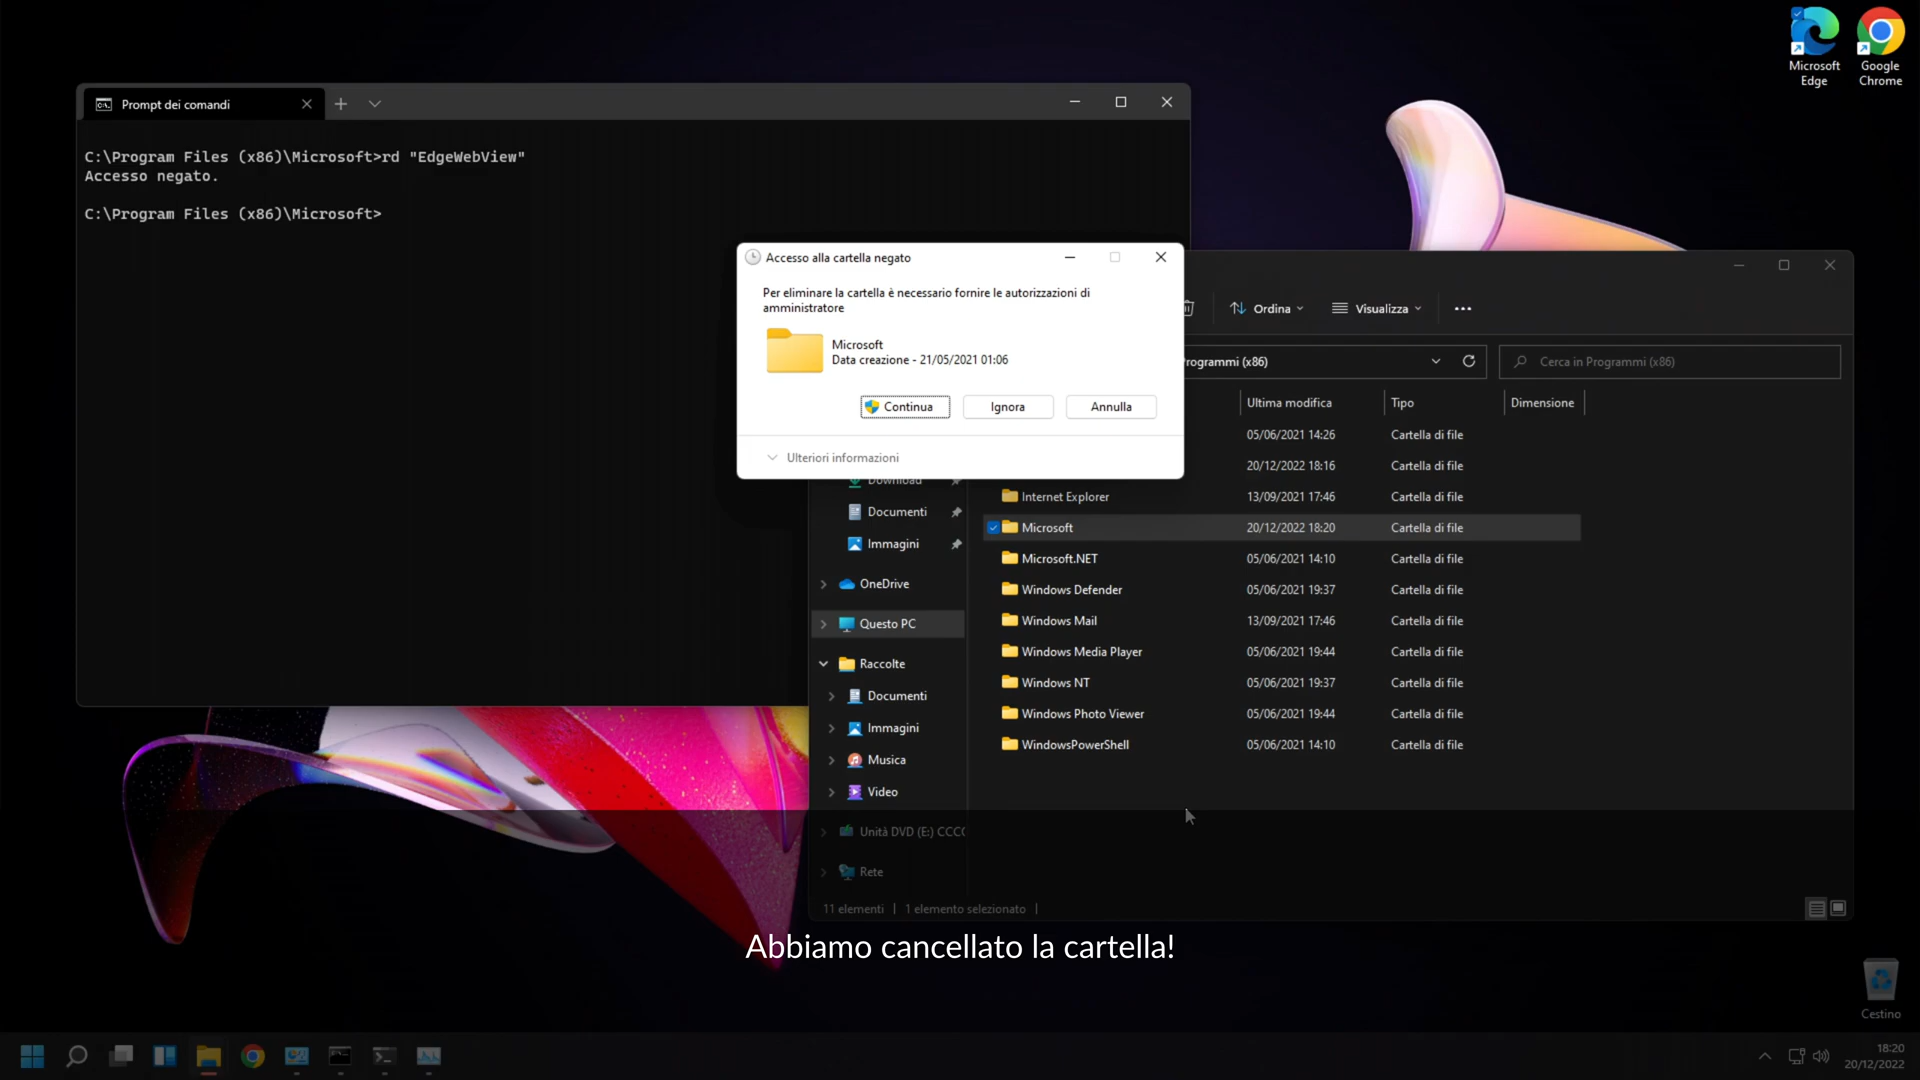 Microsoft
Edge
Google
Chrome
Prompt dei comandi
C:\Program Files (x86)\Microsoft>rd "EdgeWebView"
Accesso negato.
C:\Program Files (x86)\Microsoft>
Accesso alla cartella negato
Per eliminare la cartella è necessario fornire le autorizzazioni di
amministratore
Microsoft
Data creazione - 21/05/2021 01:06
Continua
Ignora
Annulla
Ulteriori informazioni
Ordina
Visualizza
rogrammi (x86)
Cerca in Programmi (x86)
Ultima modifica
Tipo
Dimensione
05/06/2021 14:26 Cartella di file
20/12/2022 18:16 Cartella di file
Internet Explorer 13/09/2021 17:46 Cartella di file
Microsoft 20/12/2022 18:20 Cartella di file
Microsoft.NET 05/06/2021 14:10 Cartella di file
Windows Defender 05/06/2021 19:37 Cartella di file
Windows Mail 13/09/2021 17:46 Cartella di file
Windows Media Player 05/06/2021 19:44 Cartella di file
Windows NT 05/06/2021 19:37 Cartella di file
Windows Photo Viewer 05/06/2021 19:44 Cartella di file
WindowsPowerShell 05/06/2021 14:10 Cartella di file
Download
Documenti
Immagini
OneDrive
Questo PC
Raccolte
Documenti
Immagini
Musica
Video
Unità DVD (E:) CCC
Rete
11 elementi
1 elemento selezionato
Abbiamo cancellato la cartella!
Cestino
18:20
20/12/2022